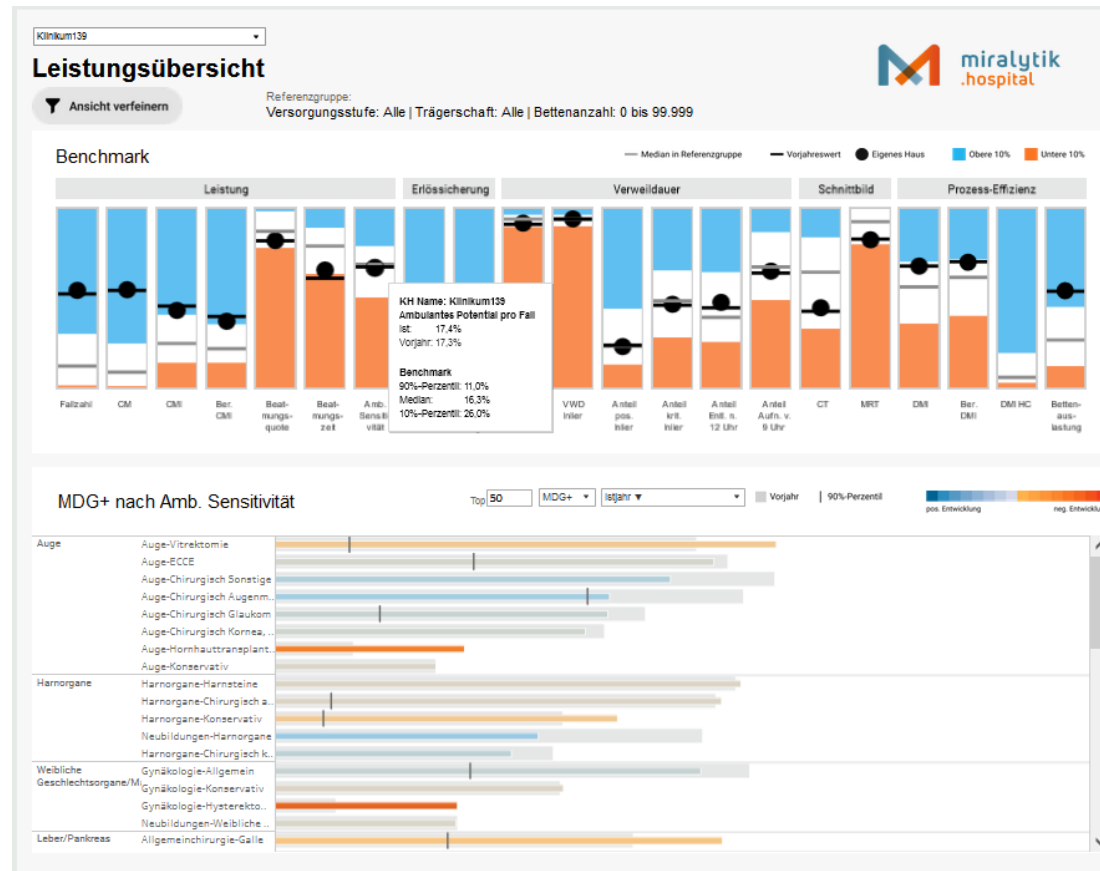 Klinikum139
Leistungsübersicht
miralytik
.hospital
Ansicht verfeinern
Referenzgruppe:
Versorgungsstufe: Alle | Trägerschaft: Alle | Bettenanzahl: 0 bis 99.999
Benchmark
Median in Referenzgruppe
Vorjahreswert
Eigenes Haus
Obere 10%
Untere 10%
Leistung
Erlössicherung
Verweildauer
Schnittbild
Prozess-Effizienz
KH Name: Klinikum139
Ambulantes Potential pro Fall
Ist: 17,4%
Vorjahr: 17,3%
Benchmark
90%-Perzentil: 11,0%
Median: 16,3%
10%-Perzentil: 26,0%
Fallzahl
CM
CMI
Ber.
CMI
Beat-
mungs-
quote
Beat-
mungs-
zeit
Amb.
Sensiti
vität
VWD
Inlier
Anteil
pos.
Inlier
Anteil
krit.
Inlier
Anteil
Entl. n.
12 Uhr
Anteil
Aufn. v.
9 Uhr
CT
MRT
DMI
Ber.
DMI
DMI HC
Betten-
aus-
lastung
MDG+ nach Amb. Sensitivität
Top 50
MDG+
Istjahr ▼
Vorjahr
90%-Perzentil
pos. Entwicklung
neg. Entwicklu
Auge
Auge-Vitrektomie
Auge-ECCE
Auge-Chirurgisch Sonstige
Auge-Chirurgisch Augenm..
Auge-Chirurgisch Glaukom
Auge-Chirurgisch Kornea, ..
Auge-Hornhauttransplant..
Auge-Konservativ
Harnorgane
Harnorgane-Harnsteine
Harnorgane-Chirurgisch a..
Harnorgane-Konservativ
Neubildungen-Harnorgane
Harnorgane-Chirurgisch k..
Weibliche
Geschlechtsorgane/M
Gynäkologie-Allgemein
Gynäkologie-Konservativ
Gynäkologie-Hysterekto..
Neubildungen-Weibliche ..
Leber/Pankreas
Allgemeinchirurgie-Galle